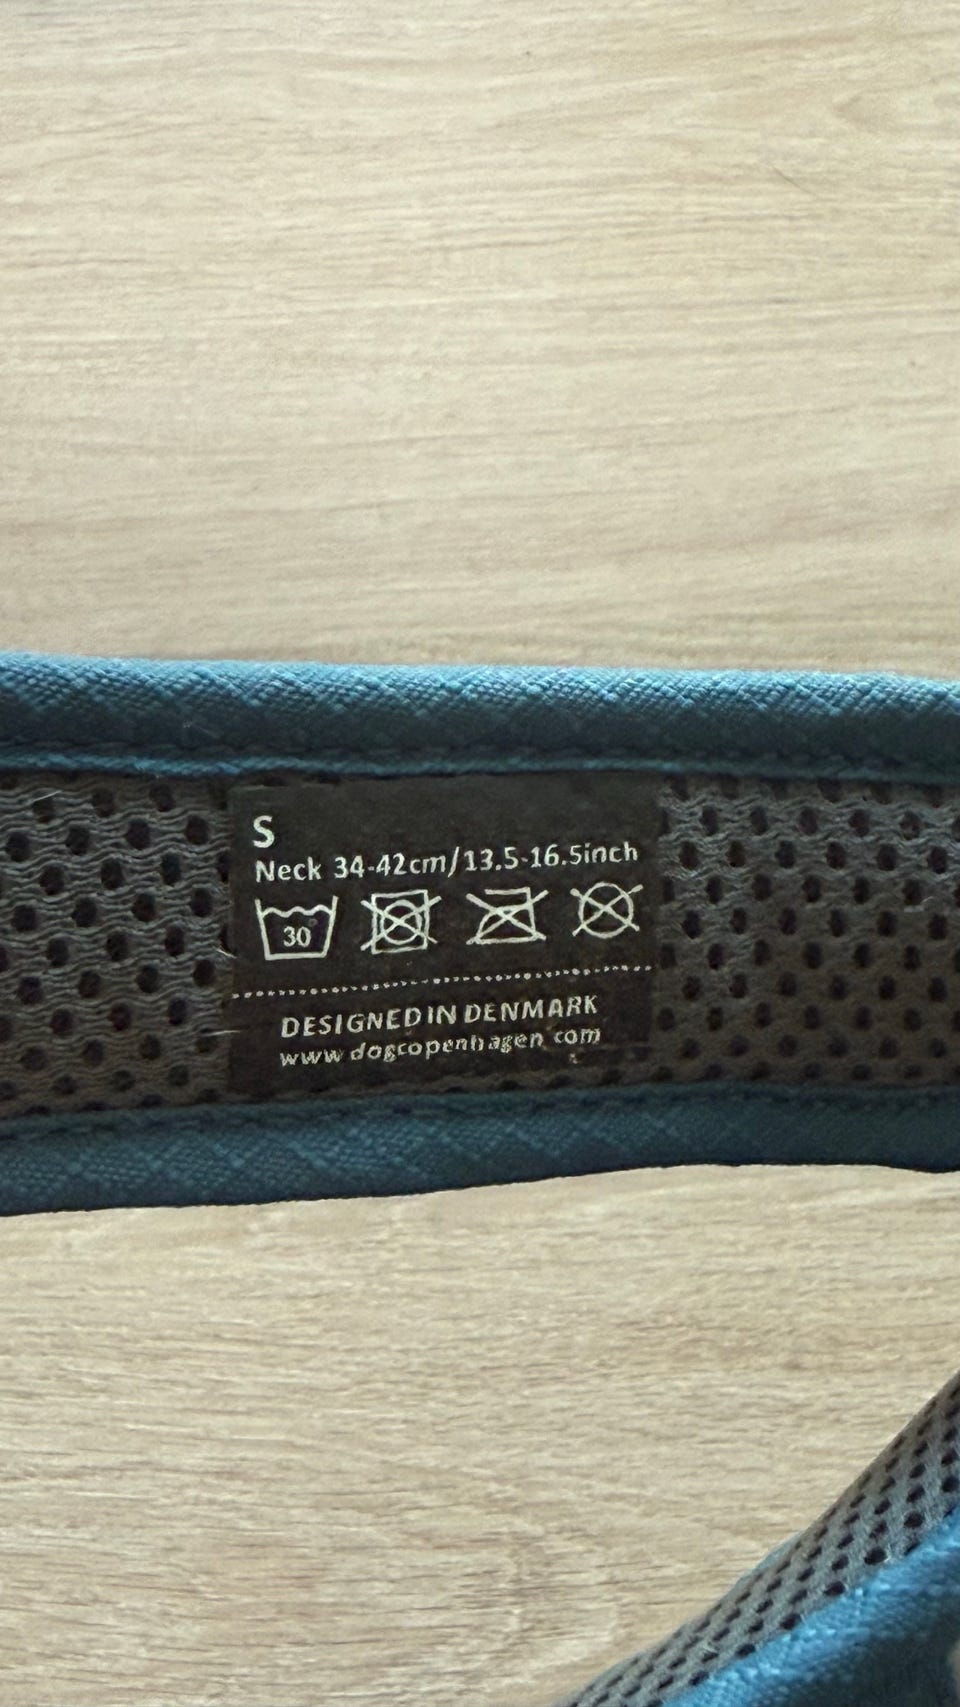 S
Neck 34-42cm/13.5-16.5inch
30°
DESIGNED IN DENMARK
www dogcopenhagen com